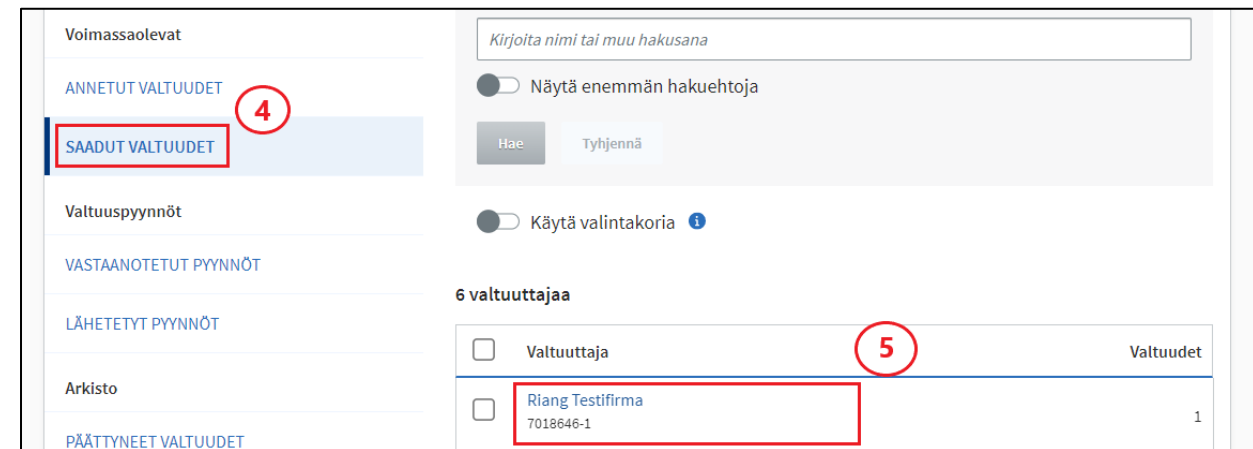 Voimassaolevat
ANNETUT VALTUUDET
4
SAADUT VALTUUDET
Valtuuspyynnöt
VASTAANOTETUT PYYNNÖT
LÄHETETYT PYYNNÖT
Arkisto
PÄÄTTYNEET VALTUUDET
Kirjoita nimi tai muu hakusana
Näytä enemmän hakuehtoja
Hae Tyhjennä
Käytä valintakoria i
6 valtuuttajaa
Valtuuttaja 5 Valtuudet
Riang Testifirma
7018646-1 1